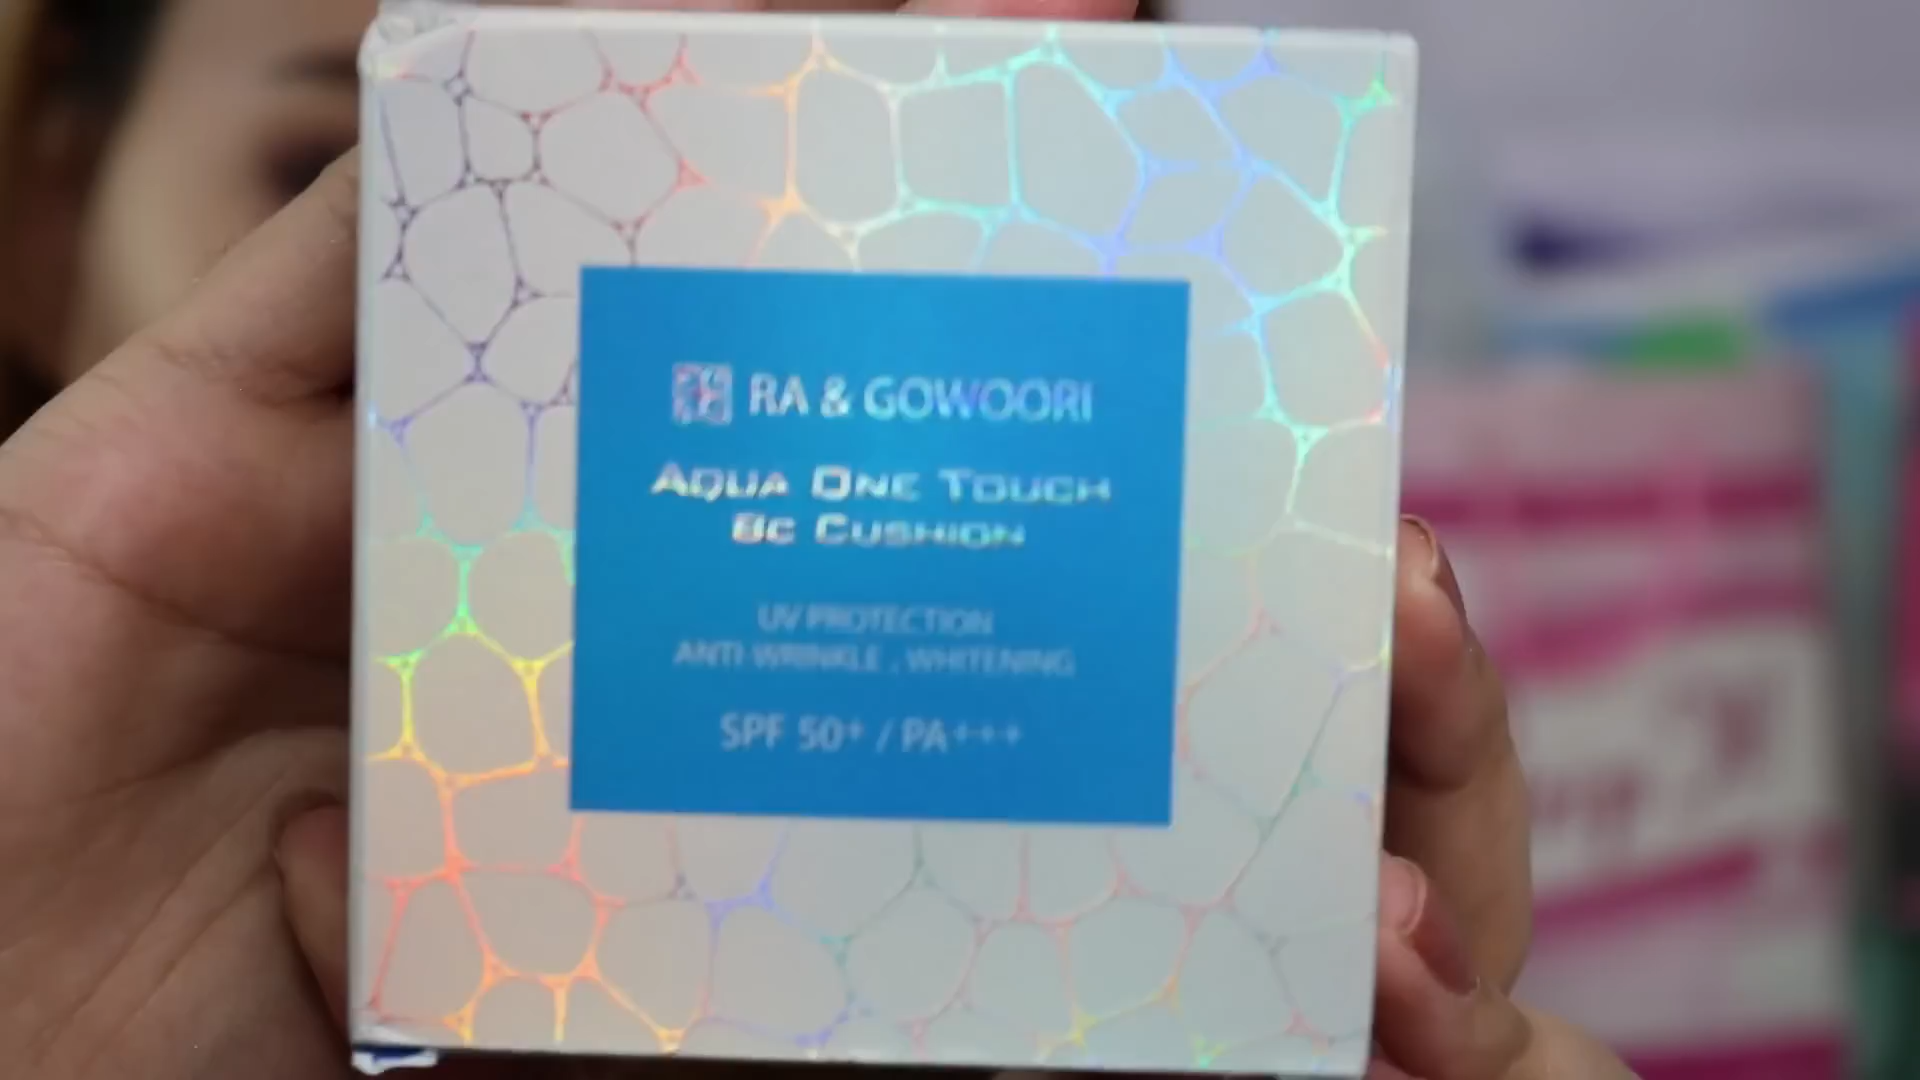 RA & GOWOORI
AQUA ONE TOUCH
BC CUSHION
UV PROTECTION
ANTI-WRINKLE . WHITENING
SPF 50+ / PA+++